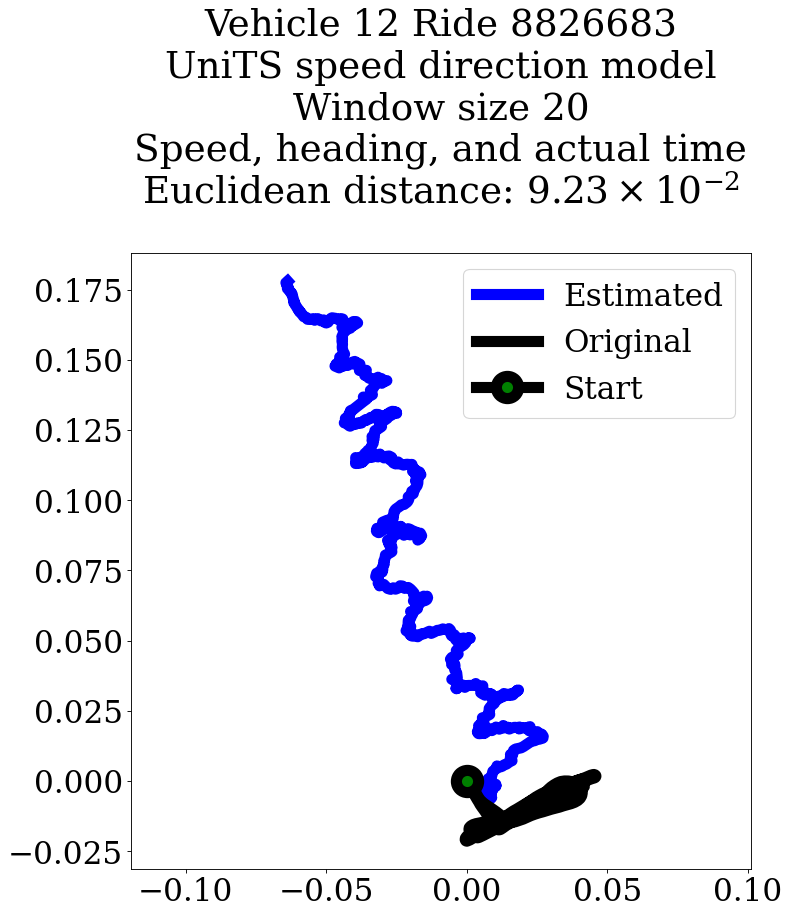 Vehicle 12 Ride 8826683
UniTS speed direction model
Window size 20
Speed, heading, and actual time
Euclidean distance: 9.23 × 10⁻²
Estimated
Original
Start
0.175
0.150
0.125
0.100
0.075
0.050
0.025
0.000
−0.025
−0.10 −0.05 0.00 0.05 0.10